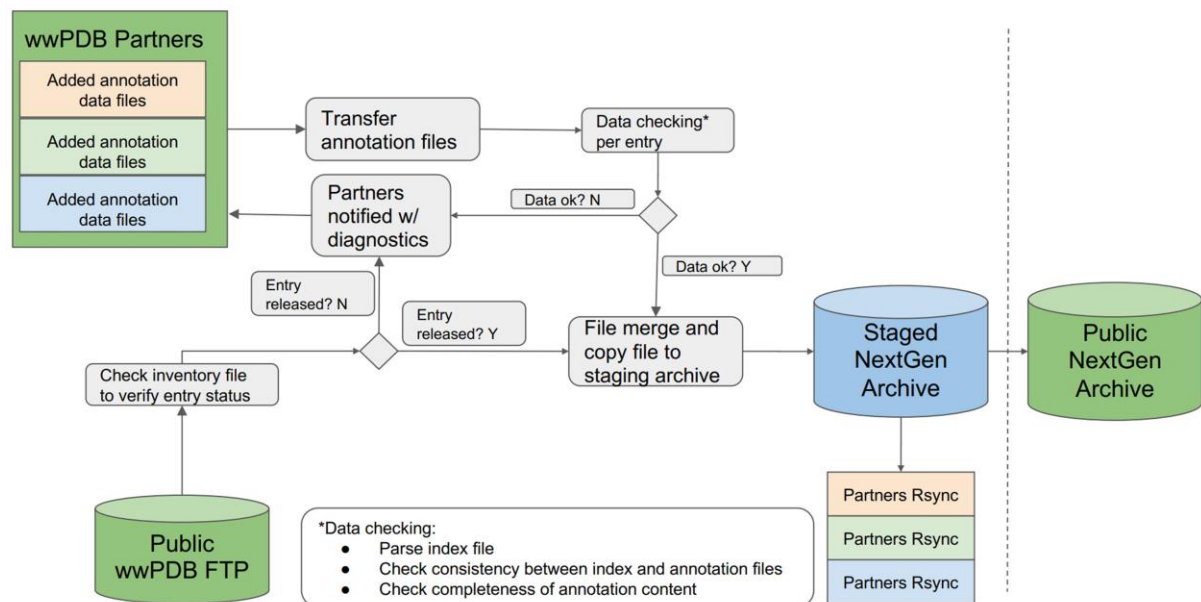 wwPDB Partners
Added annotation
data files
Added annotation
data files
Added annotation
data files
Transfer
annotation files
Data checking*
per entry
Partners
notified w/
diagnostics
Data ok? N
Data ok? Y
Entry
released? N
Entry
released? Y
Check inventory file
to verify entry status
File merge and
copy file to
staging archive
Staged
NextGen
Archive
Public
NextGen
Archive
Public
wwPDB FTP
*Data checking:
● Parse index file
● Check consistency between index and annotation files
● Check completeness of annotation content
Partners Rsync
Partners Rsync
Partners Rsync